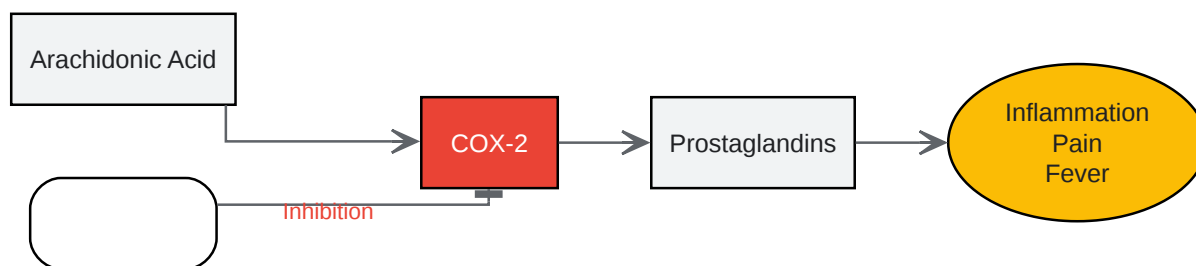 Arachidonic Acid
COX-2
Prostaglandins
Inflammation
Pain
Fever
Inhibition